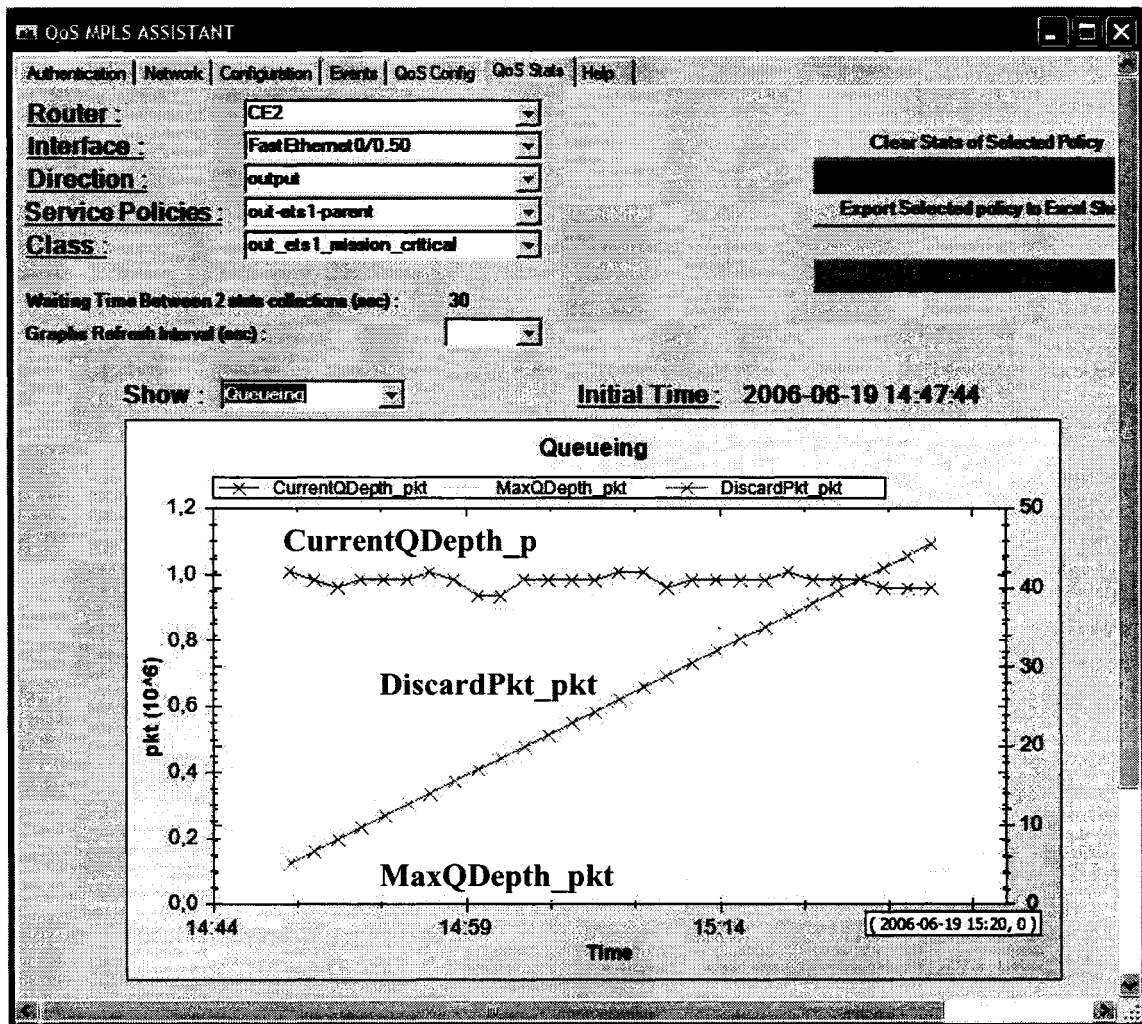 QoS MPLS ASSISTANT
Authentication Network Configuration Events QoS Config QoS Stats Help
Router : CE2
Interface : FastEthernet0/0.50
Direction : output
Service Policies : out-ets1-parent
Class : out_ets1_mission_critical
Clear Stats of Selected Policy
Export Selected policy to Excel She
Waiting Time Between 2 stats collections (sec) : 30
Graphs Refresh Interval (sec) :
Show : Queueing
Initial Time : 2006-06-19 14:47:44
Queueing
CurrentQDepth_pkt MaxQDepth_pkt DiscardPkt_pkt
1,2 50
CurrentQDepth_p
1,0 40
0,8 30
DiscardPkt_pkt
pkt (10^6)
0,6
0,4 20
0,2 10
MaxQDepth_pkt
0,0 0
14:44 14:59 15:14
( 2006-06-19 15:20, 0 )
Time